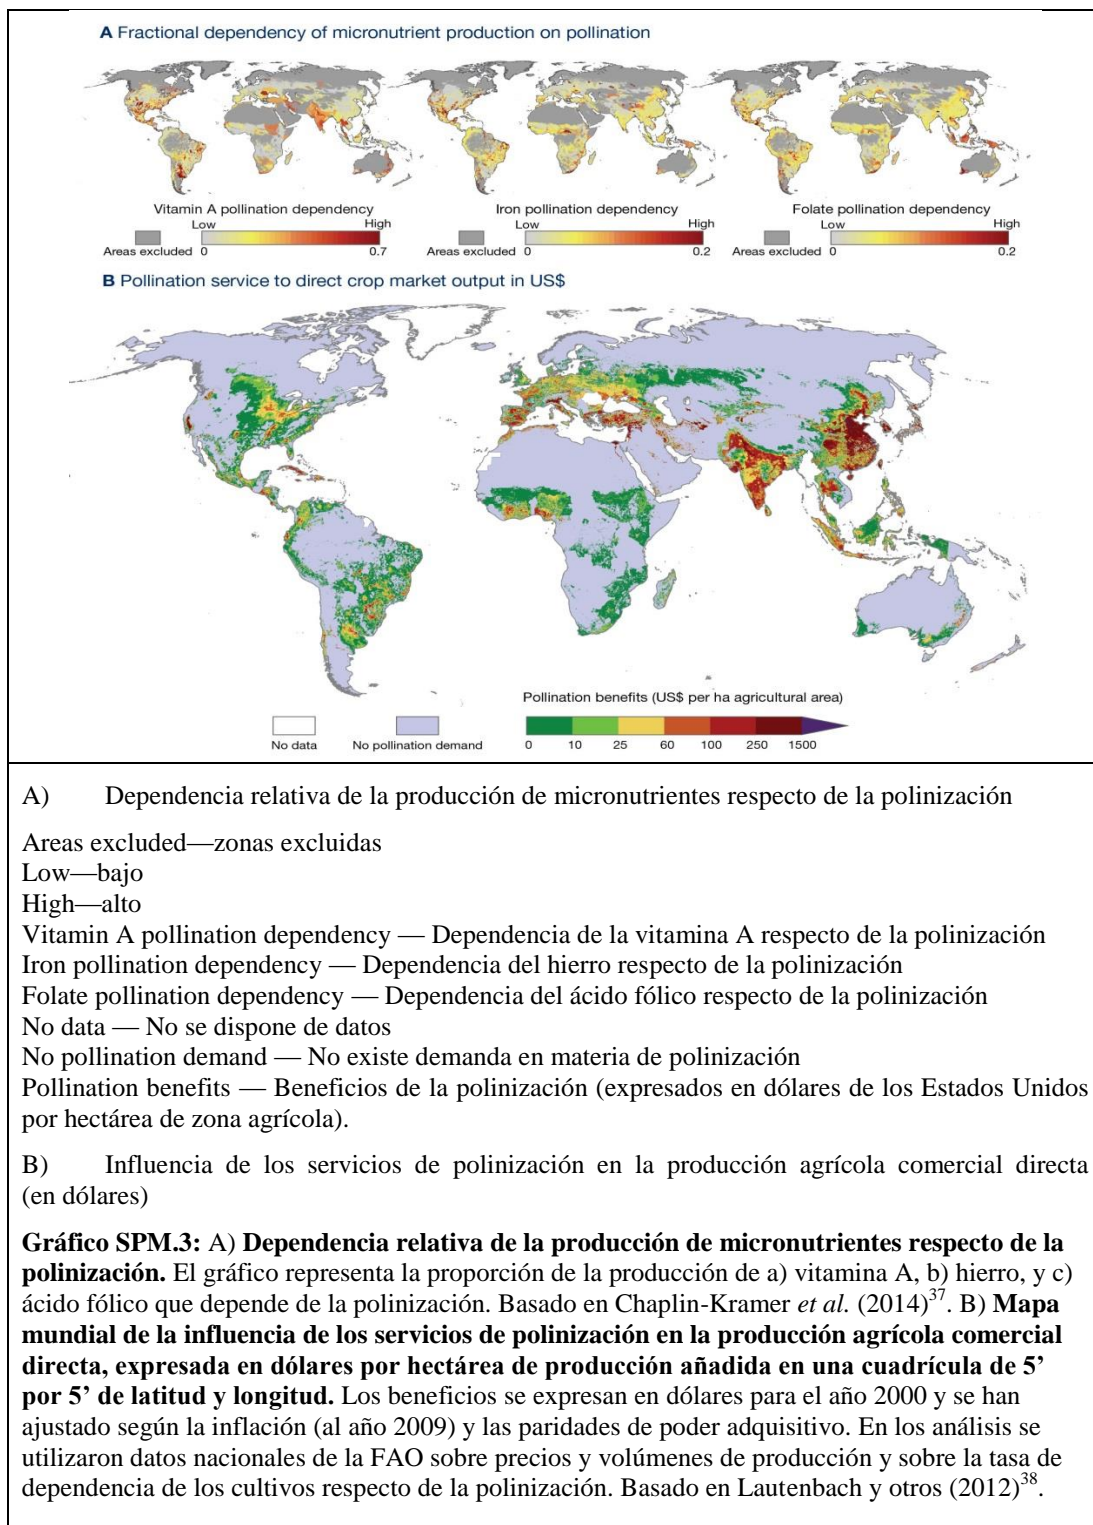 A Fractional dependency of micronutrient production on pollination
Vitamin A pollination dependency
Low High
Areas excluded 0 0.7
Iron pollination dependency
Low High
Areas excluded 0 0.2
Folate pollination dependency
Low High
Areas excluded 0 0.2
B Pollination service to direct crop market output in US$
Pollination benefits (US$ per ha agricultural area)
No data No pollination demand 0 10 25 60 100 250 1500
A) Dependencia relativa de la producción de micronutrientes respecto de la polinización
Areas excluded—zonas excluidas
Low—bajo
High—alto
Vitamin A pollination dependency — Dependencia de la vitamina A respecto de la polinización
Iron pollination dependency — Dependencia del hierro respecto de la polinización
Folate pollination dependency — Dependencia del ácido fólico respecto de la polinización
No data — No se dispone de datos
No pollination demand — No existe demanda en materia de polinización
Pollination benefits — Beneficios de la polinización (expresados en dólares de los Estados Unidos
por hectárea de zona agrícola).
B) Influencia de los servicios de polinización en la producción agrícola comercial directa
(en dólares)
Gráfico SPM.3: A) Dependencia relativa de la producción de micronutrientes respecto de la
polinización. El gráfico representa la proporción de la producción de a) vitamina A, b) hierro, y c)
ácido fólico que depende de la polinización. Basado en Chaplin-Kramer et al. (2014)37. B) Mapa
mundial de la influencia de los servicios de polinización en la producción agrícola comercial
directa, expresada en dólares por hectárea de producción añadida en una cuadrícula de 5’
por 5’ de latitud y longitud. Los beneficios se expresan en dólares para el año 2000 y se han
ajustado según la inflación (al año 2009) y las paridades de poder adquisitivo. En los análisis se
utilizaron datos nacionales de la FAO sobre precios y volúmenes de producción y sobre la tasa de
dependencia de los cultivos respecto de la polinización. Basado en Lautenbach y otros (2012)38.